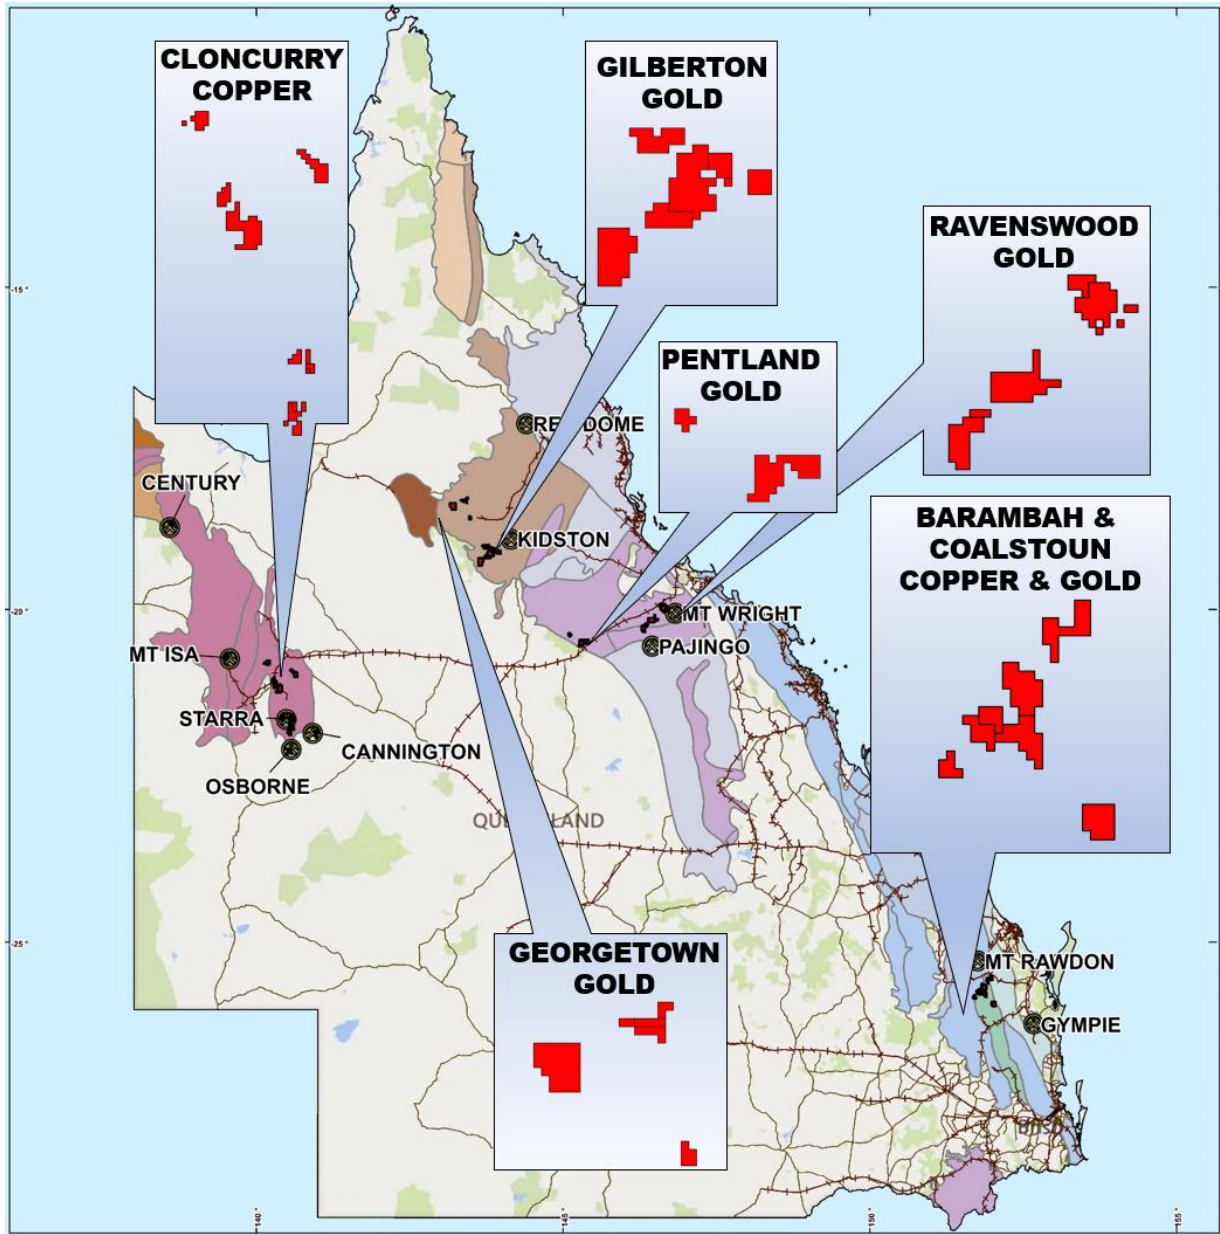 CLONCURRY
COPPER
GILBERTON
GOLD
RAVENSWOOD
GOLD
-15°
PENTLAND
GOLD
DOME
CENTURY
BARAMBAH &
COALSTOUN
COPPER & GOLD
KIDSTON
-20°
MT WRIGHT
MT ISA
PAJINGO
STARRA
CANNINGTON
OSBORNE
LAND
-25°
GEORGETOWN
GOLD
MT RAWDON
GYMPIE
140
145
150
155